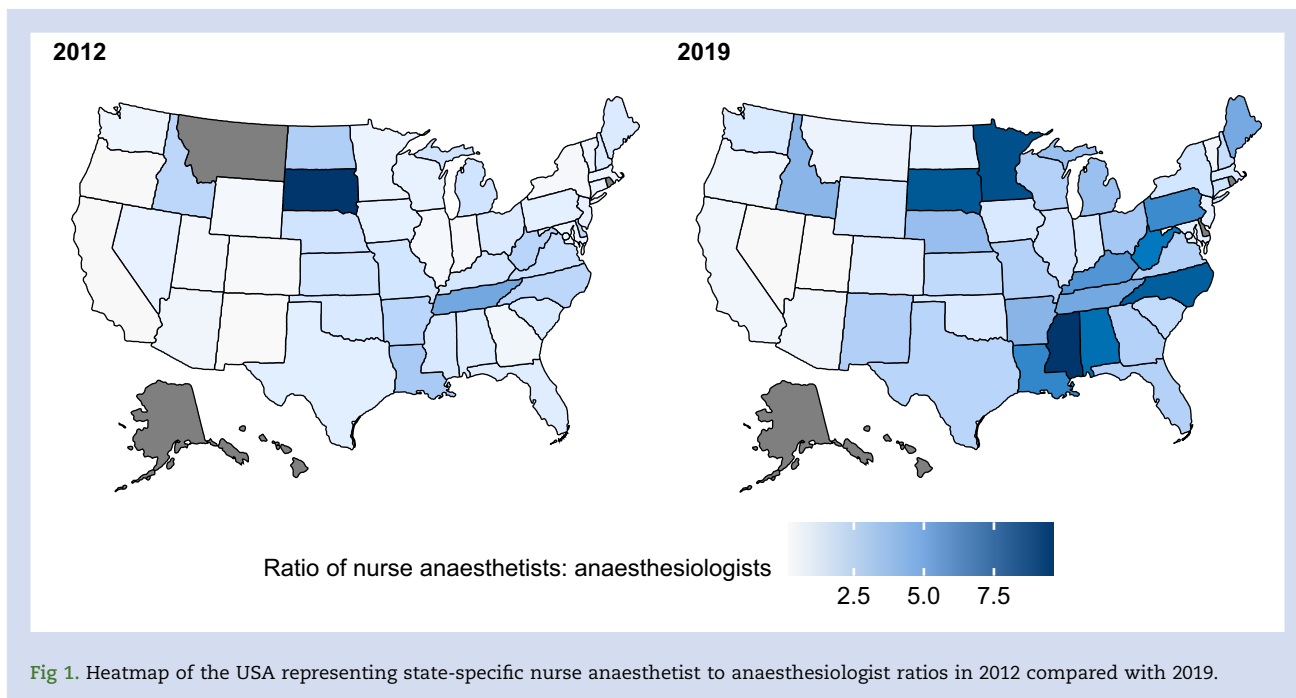 2012
2019
Ratio of nurse anaesthetists: anaesthesiologists
2.5 5.0 7.5
Fig 1. Heatmap of the USA representing state-specific nurse anaesthetist to anaesthesiologist ratios in 2012 compared with 2019.